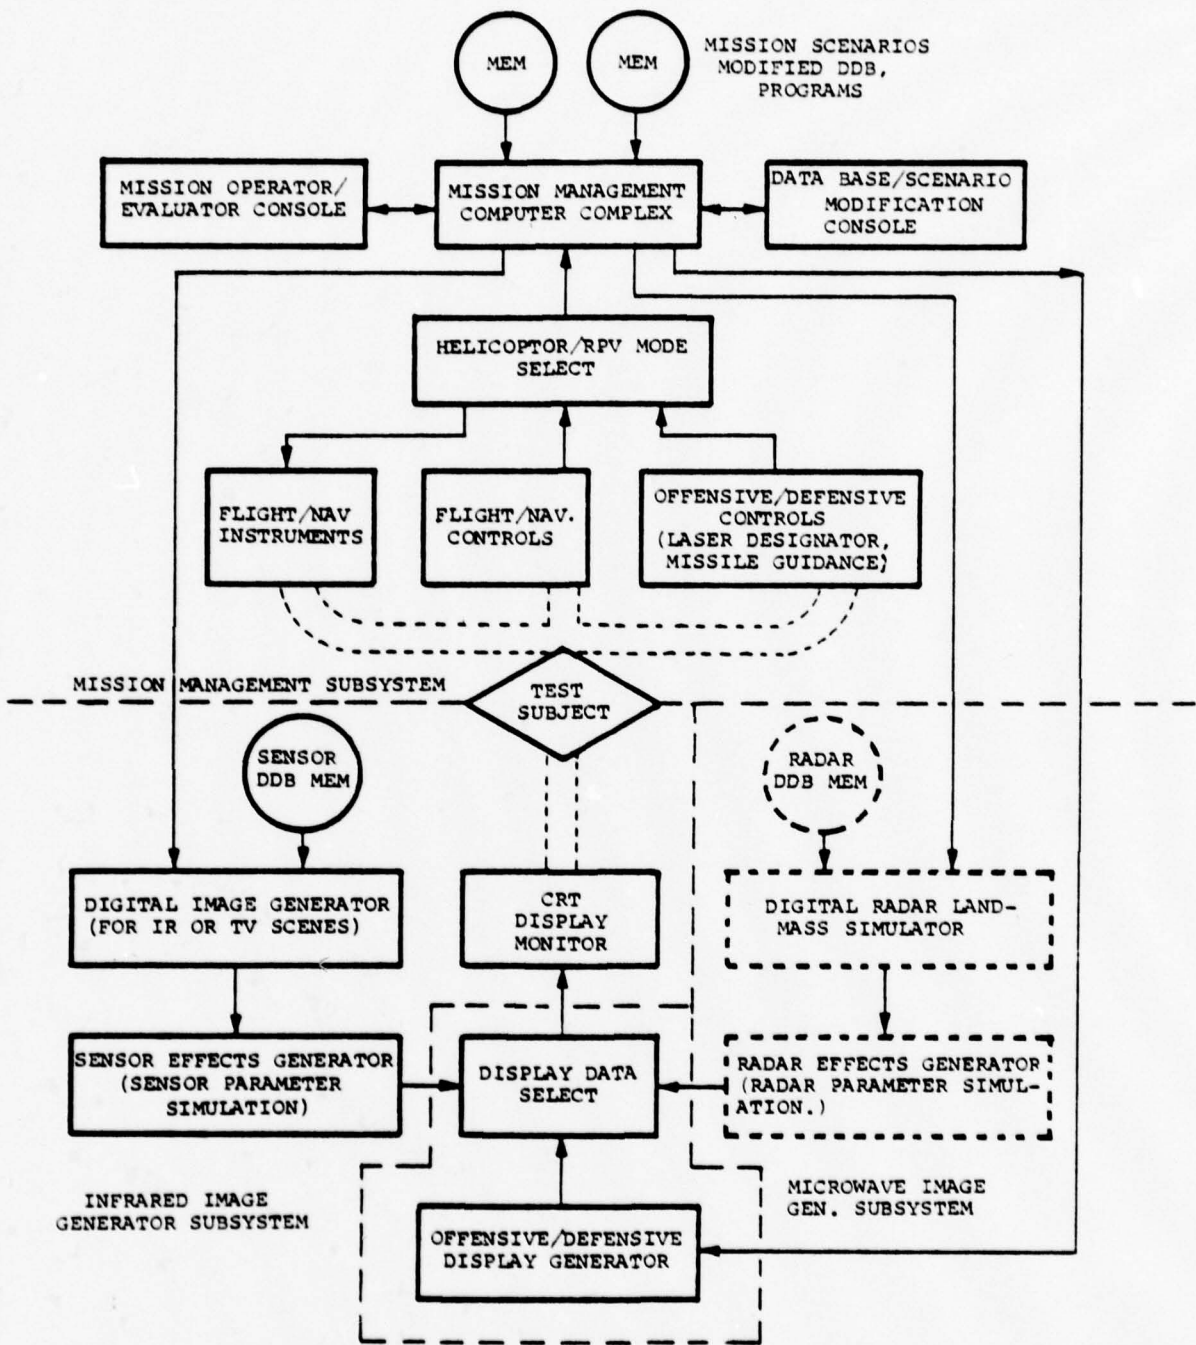 MEM
MEM
MISSION SCENARIOS
MODIFIED DDB,
PROGRAMS
MISSION OPERATOR/
EVALUATOR CONSOLE
MISSION MANAGEMENT
COMPUTER COMPLEX
DATA BASE/SCENARIO
MODIFICATION
CONSOLE
HELICOPTOR/RPV MODE
SELECT
FLIGHT/NAV
INSTRUMENTS
FLIGHT/NAV.
CONTROLS
OFFENSIVE/DEFENSIVE
CONTROLS
(LASER DESIGNATOR,
MISSILE GUIDANCE)
MISSION MANAGEMENT SUBSYSTEM
TEST
SUBJECT
SENSOR
DDB MEM
RADAR
DDB MEM
DIGITAL IMAGE GENERATOR
(FOR IR OR TV SCENES)
CRT
DISPLAY
MONITOR
DIGITAL RADAR LAND-
MASS SIMULATOR
SENSOR EFFECTS GENERATOR
(SENSOR PARAMETER
SIMULATION)
DISPLAY DATA
SELECT
RADAR EFFECTS GENERATOR
(RADAR PARAMETER SIMUL-
ATION.)
INFRARED IMAGE
GENERATOR SUBSYSTEM
OFFENSIVE/DEFENSIVE
DISPLAY GENERATOR
MICROWAVE IMAGE
GEN. SUBSYSTEM